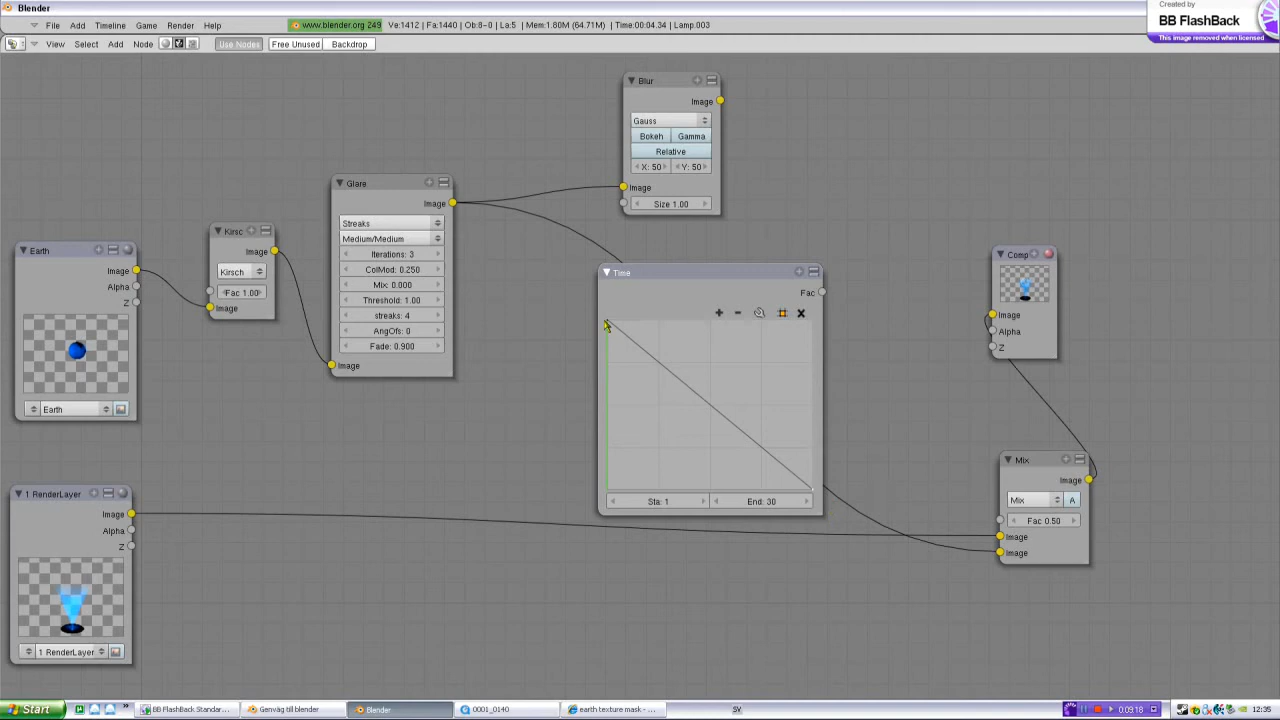 Blender
Created by
BB FlashBack
This image removed when licensed
File Add Timeline Game Render Help
www.blender.org 249 Ve:1412 | Fa:1440 | Ob:8-0 | La:5 | Mem:1.80M (64.71M) | Time:00:04.34 | Lamp.003
View Select Add Node
Use Nodes Free Unused Backdrop
Blur
Image
Gauss
Bokeh Gamma
Relative
X: 50 Y: 50
Image
Size 1.00
Glare
Image
Streaks
Medium/Medium
Iterations: 3
ColMod: 0.250
Mix: 0.000
Threshold: 1.00
streaks: 4
AngOfs: 0
Fade: 0.900
Image
Kirsc
Image
Kirsch
Fac 1.00
Image
Earth
Image
Alpha
Z
Earth
Time
Fac
Sta: 1 End: 30
Comp
Image
Alpha
Z
Mix
Image
Mix A
Fac 0.50
Image
Image
1 RenderLayer
Image
Alpha
Z
1 RenderLayer
Start
BB FlashBack Standar...
Genväg till blender
Blender
0001_0140
earth texture mask - ...
SV
0:09:18
12:35